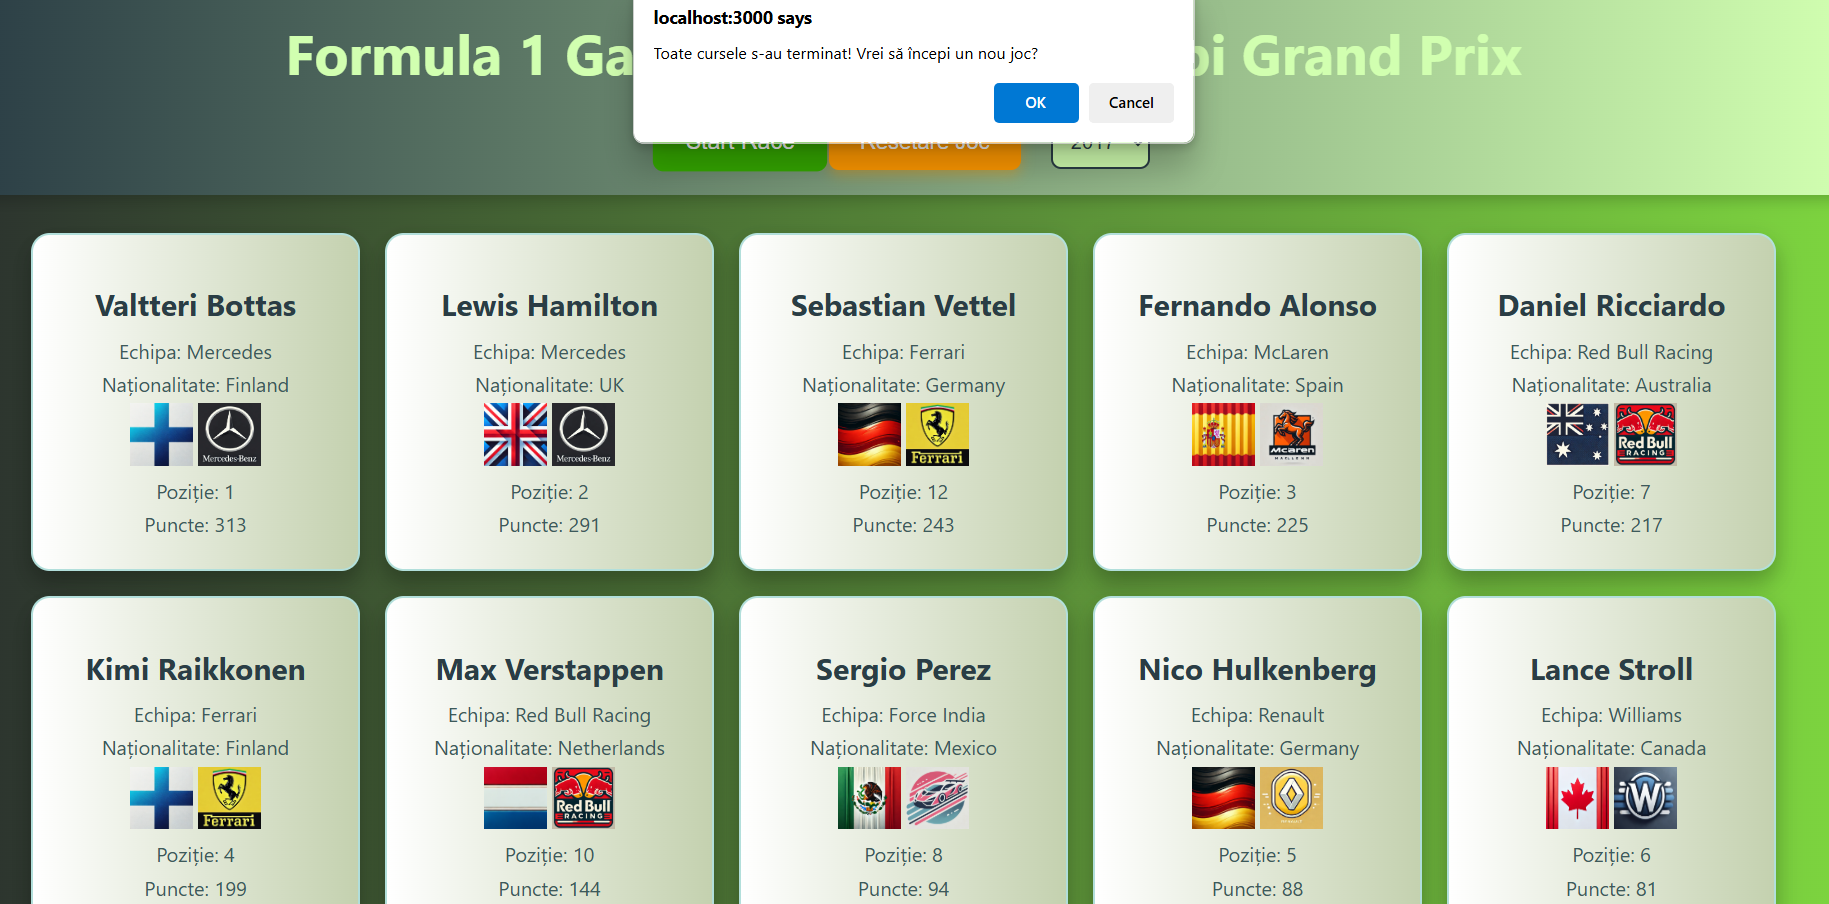 localhost:3000 says
Toate cursele s-au terminat! Vrei să începi un nou joc?
OK Cancel
Formula 1 Ga pi Grand Prix
Start Race Resetare Joc 2017
Valtteri Bottas
Echipa: Mercedes
Naționalitate: Finland
Mercedes-Benz
Poziție: 1
Puncte: 313
Lewis Hamilton
Echipa: Mercedes
Naționalitate: UK
Mercedes-Benz
Poziție: 2
Puncte: 291
Sebastian Vettel
Echipa: Ferrari
Naționalitate: Germany
Ferrari
Poziție: 12
Puncte: 243
Fernando Alonso
Echipa: McLaren
Naționalitate: Spain
Mcaren
Poziție: 3
Puncte: 225
Daniel Ricciardo
Echipa: Red Bull Racing
Naționalitate: Australia
Red Bull
RACING
Poziție: 7
Puncte: 217
Kimi Raikkonen
Echipa: Ferrari
Naționalitate: Finland
Ferrari
Poziție: 4
Puncte: 199
Max Verstappen
Echipa: Red Bull Racing
Naționalitate: Netherlands
Red Bull
RACING
Poziție: 10
Puncte: 144
Sergio Perez
Echipa: Force India
Naționalitate: Mexico
Poziție: 8
Puncte: 94
Nico Hulkenberg
Echipa: Renault
Naționalitate: Germany
Poziție: 5
Puncte: 88
Lance Stroll
Echipa: Williams
Naționalitate: Canada
W
Poziție: 6
Puncte: 81